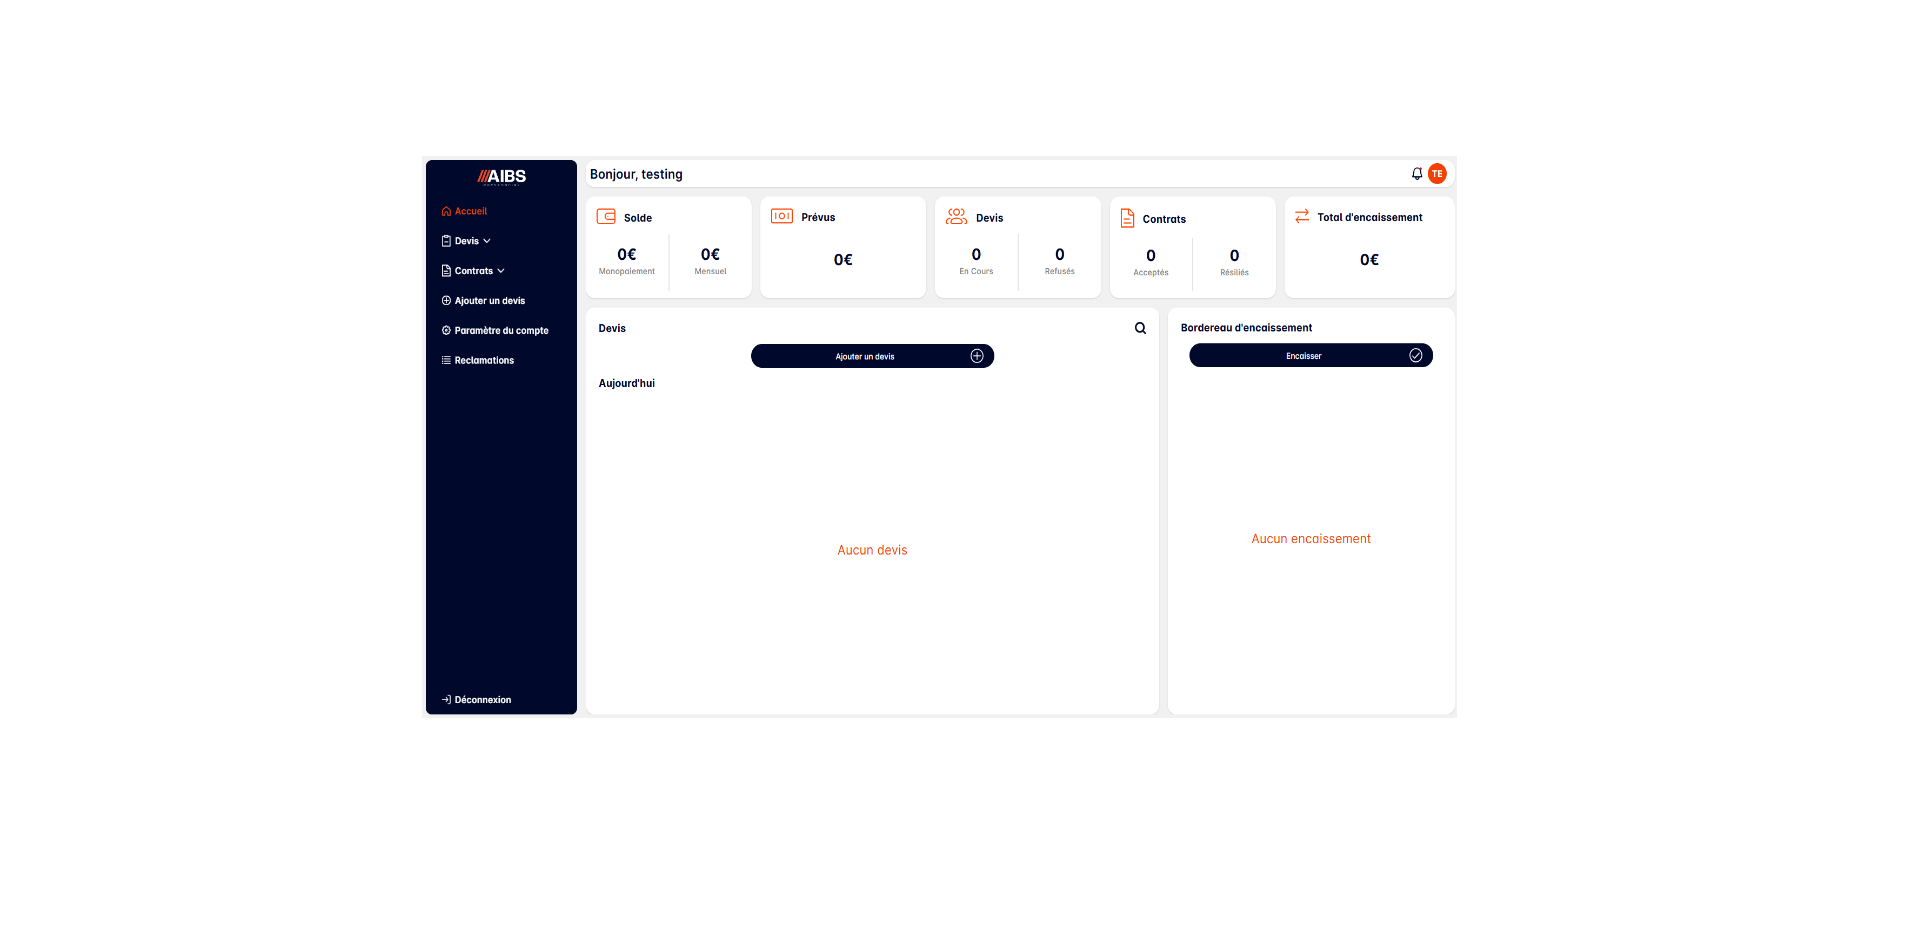 AIBS
Accueil
Devis
Contrats
Ajouter un devis
Paramètre du compte
Reclamations
Déconnexion
Bonjour, testing
TE
Solde
0€
Monopaiement
0€
Mensuel
Prévus
0€
Devis
0
En Cours
0
Refusés
Contrats
0
Acceptés
0
Résiliés
Total d'encaissement
0€
Devis
Ajouter un devis
Aujourd'hui
Aucun devis
Bordereau d'encaissement
Encaisser
Aucun encaissement